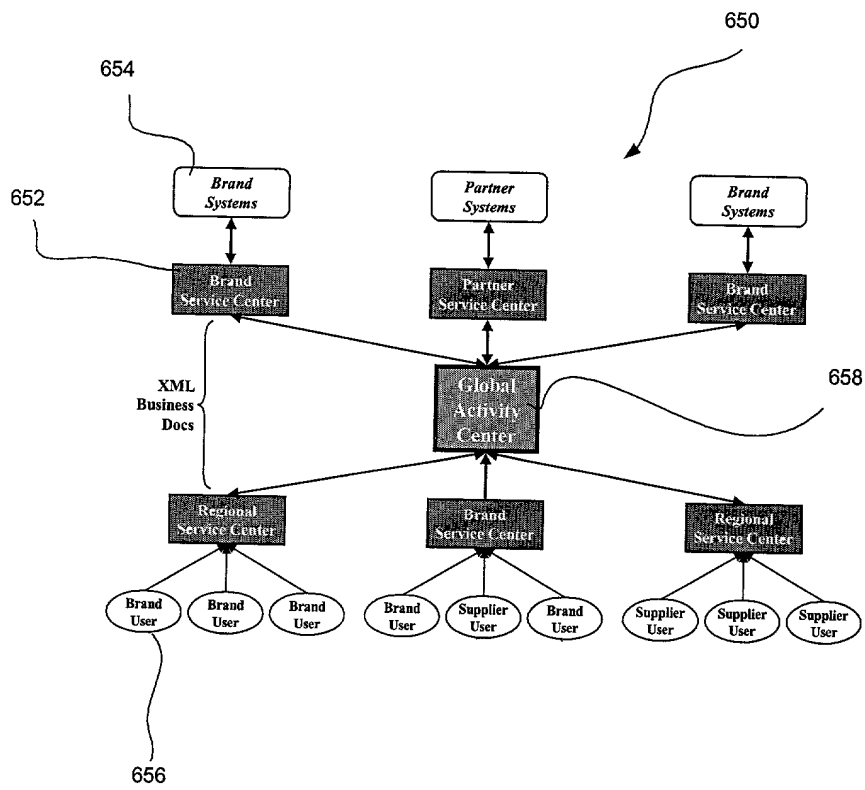 650
654
Brand
Systems
Partner
Systems
Brand
Systems
652
Brand
Service Center
Partner
Service Center
Brand
Service Center
XML
Business
Docs
Global
Activity
Center
658
Regional
Service Center
Brand
Service Center
Regional
Service Center
Brand
User
Brand
User
Brand
User
Brand
User
Supplier
User
Brand
User
Supplier
User
Supplier
User
Supplier
User
656